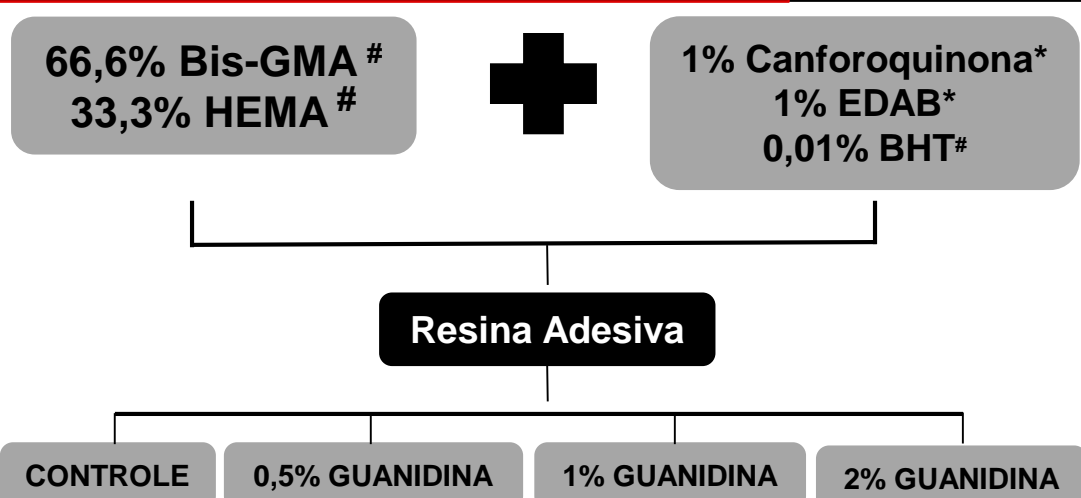 66,6% Bis-GMA #
33,3% HEMA #
1% Canforoquinona*
1% EDAB*
0,01% BHT#
Resina Adesiva
CONTROLE
0,5% GUANIDINA
1% GUANIDINA
2% GUANIDINA